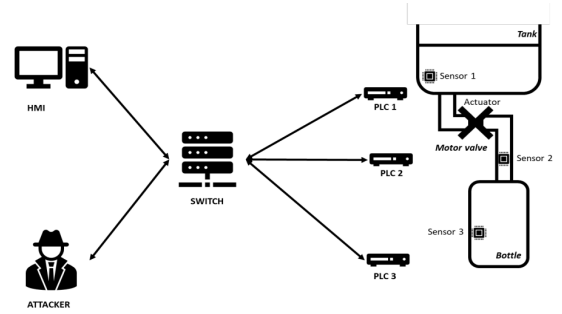 Tank
Sensor 1
HMI
PLC 1
Actuator
Motor valve
Sensor 2
PLC 2
SWITCH
Sensor 3
Bottle
PLC 3
ATTACKER